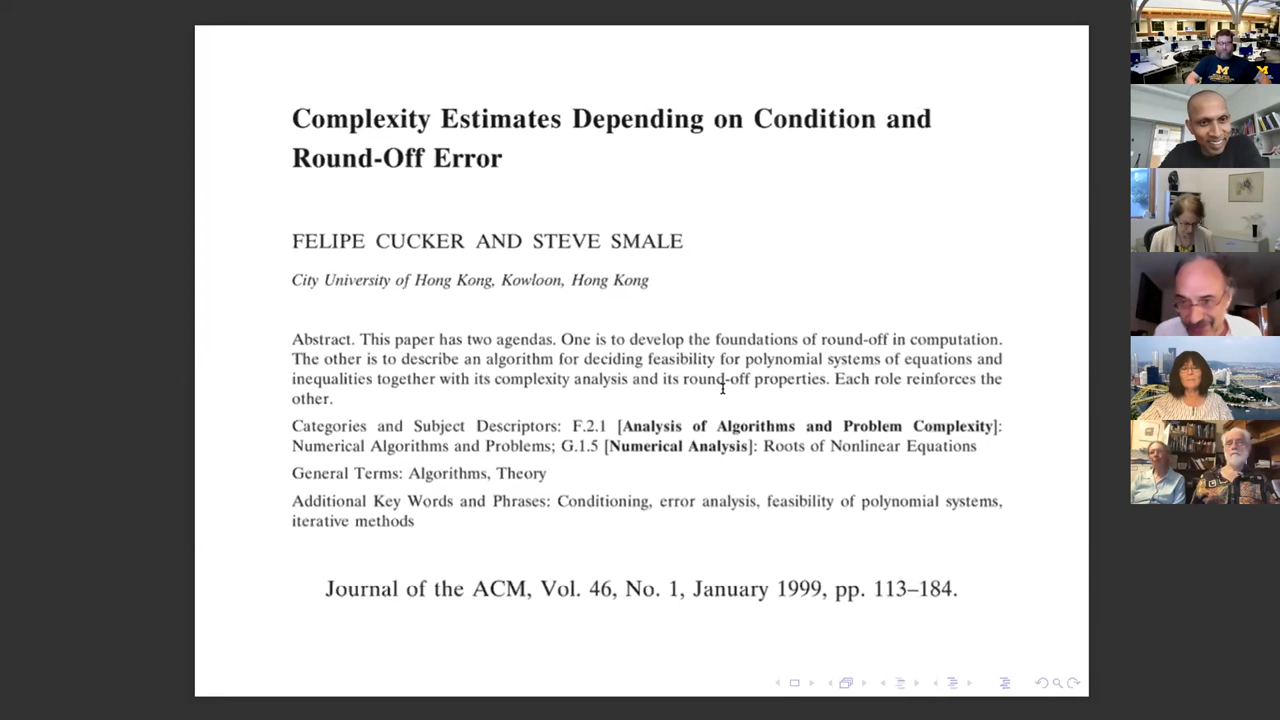 Complexity Estimates Depending on Condition and
Round-Off Error
FELIPE CUCKER AND STEVE SMALE
City University of Hong Kong, Kowloon, Hong Kong
Abstract. This paper has two agendas. One is to develop the foundations of round-off in computation.
The other is to describe an algorithm for deciding feasibility for polynomial systems of equations and
inequalities together with its complexity analysis and its round-off properties. Each role reinforces the
other.
Categories and Subject Descriptors: F.2.1 [Analysis of Algorithms and Problem Complexity]:
Numerical Algorithms and Problems; G.1.5 [Numerical Analysis]: Roots of Nonlinear Equations
General Terms: Algorithms, Theory
Additional Key Words and Phrases: Conditioning, error analysis, feasibility of polynomial systems,
iterative methods
Journal of the ACM, Vol. 46, No. 1, January 1999, pp. 113–184.
M
M